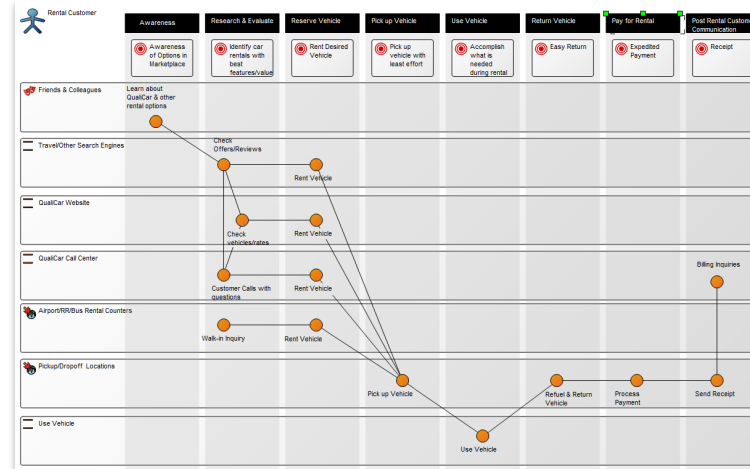 Rental Customer
Awareness
Research & Evaluate
Reserve Vehicle
Pick up Vehicle
Use Vehicle
Return Vehicle
Pay for Rental
Post Rental Custom
Communication
Awareness
of Options in
Marketplace
Identify car
rentals with
best
features/value
Rent Desired
Vehicle
Pick up
vehicle with
least effort
Accomplish
what is
needed
during rental
Easy Return
Expedited
Payment
Receipt
Friends & Colleagues
Learn about
QualiCar & other
rental options
Travel/Other Search Engines
Check
Offers/Reviews
Rent Vehicle
QualiCar Website
Check
vehicles/rates
Rent Vehicle
QualiCar Call Center
Customer Calls with
questions
Rent Vehicle
Billing Inquiries
Airport/RR/Bus Rental Counters
Walk-in Inquiry
Rent Vehicle
Pickup/Dropoff Locations
Pick up Vehicle
Refuel & Return
Vehicle
Process
Payment
Send Receipt
Use Vehicle
Use Vehicle